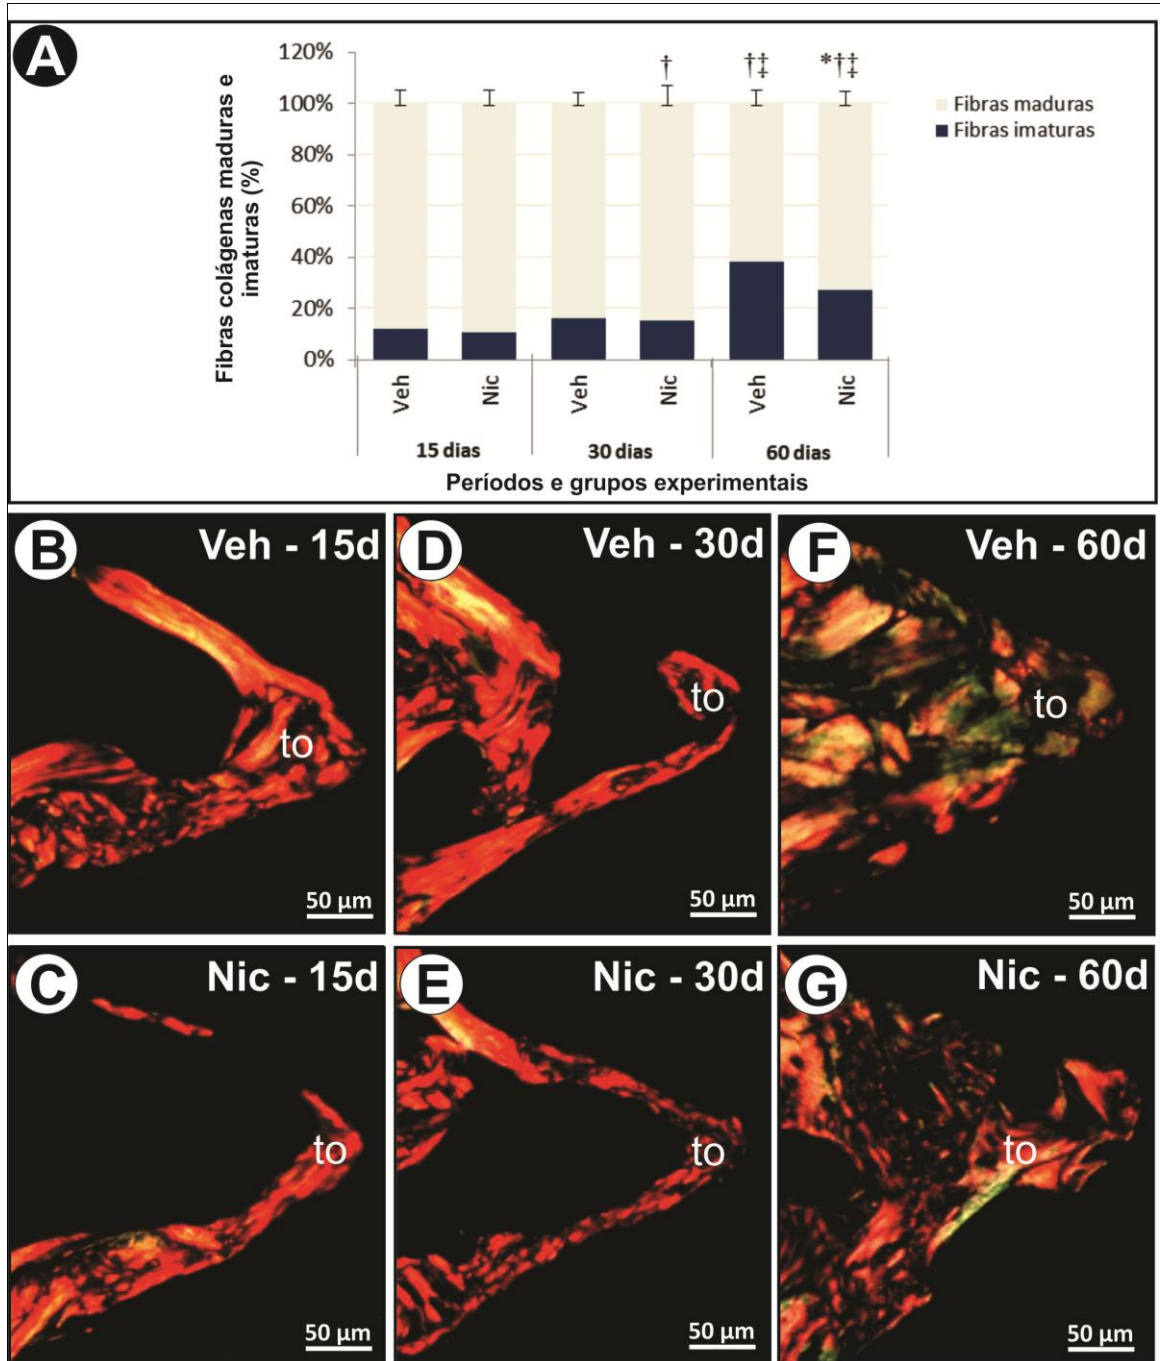 A
Fibras colágenas maduras e
imaturas (%)
120%
100%
80%
60%
40%
20%
0%
†
†‡
*†‡
Fibras maduras
Fibras imaturas
Veh
Nic
Veh
Nic
Veh
Nic
15 dias
30 dias
60 dias
Períodos e grupos experimentais
B
Veh - 15d
to
50 µm
D
Veh - 30d
to
50 µm
F
Veh - 60d
to
50 µm
C
Nic - 15d
to
50 µm
E
Nic - 30d
to
50 µm
G
Nic - 60d
to
50 µm